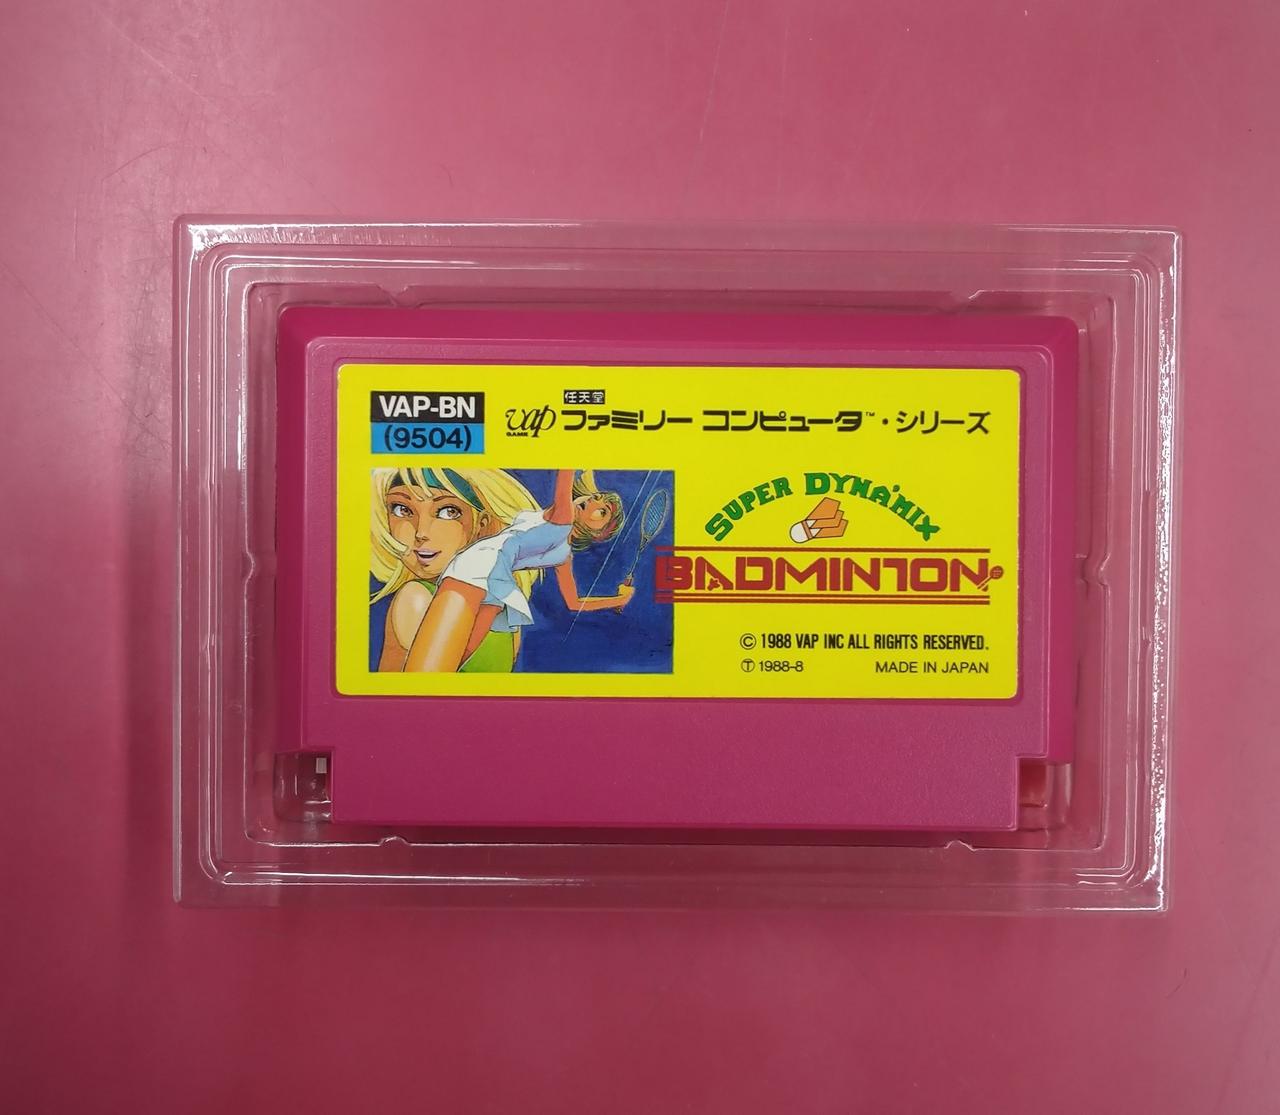 VAP-BN
(9504)
vap
GAME
任天堂
ファミリー コンピュータ™・シリーズ
SUPER DYNA'MIX
BADMINTON
© 1988 VAP INC ALL RIGHTS RESERVED.
Ⓣ 1988-8 MADE IN JAPAN